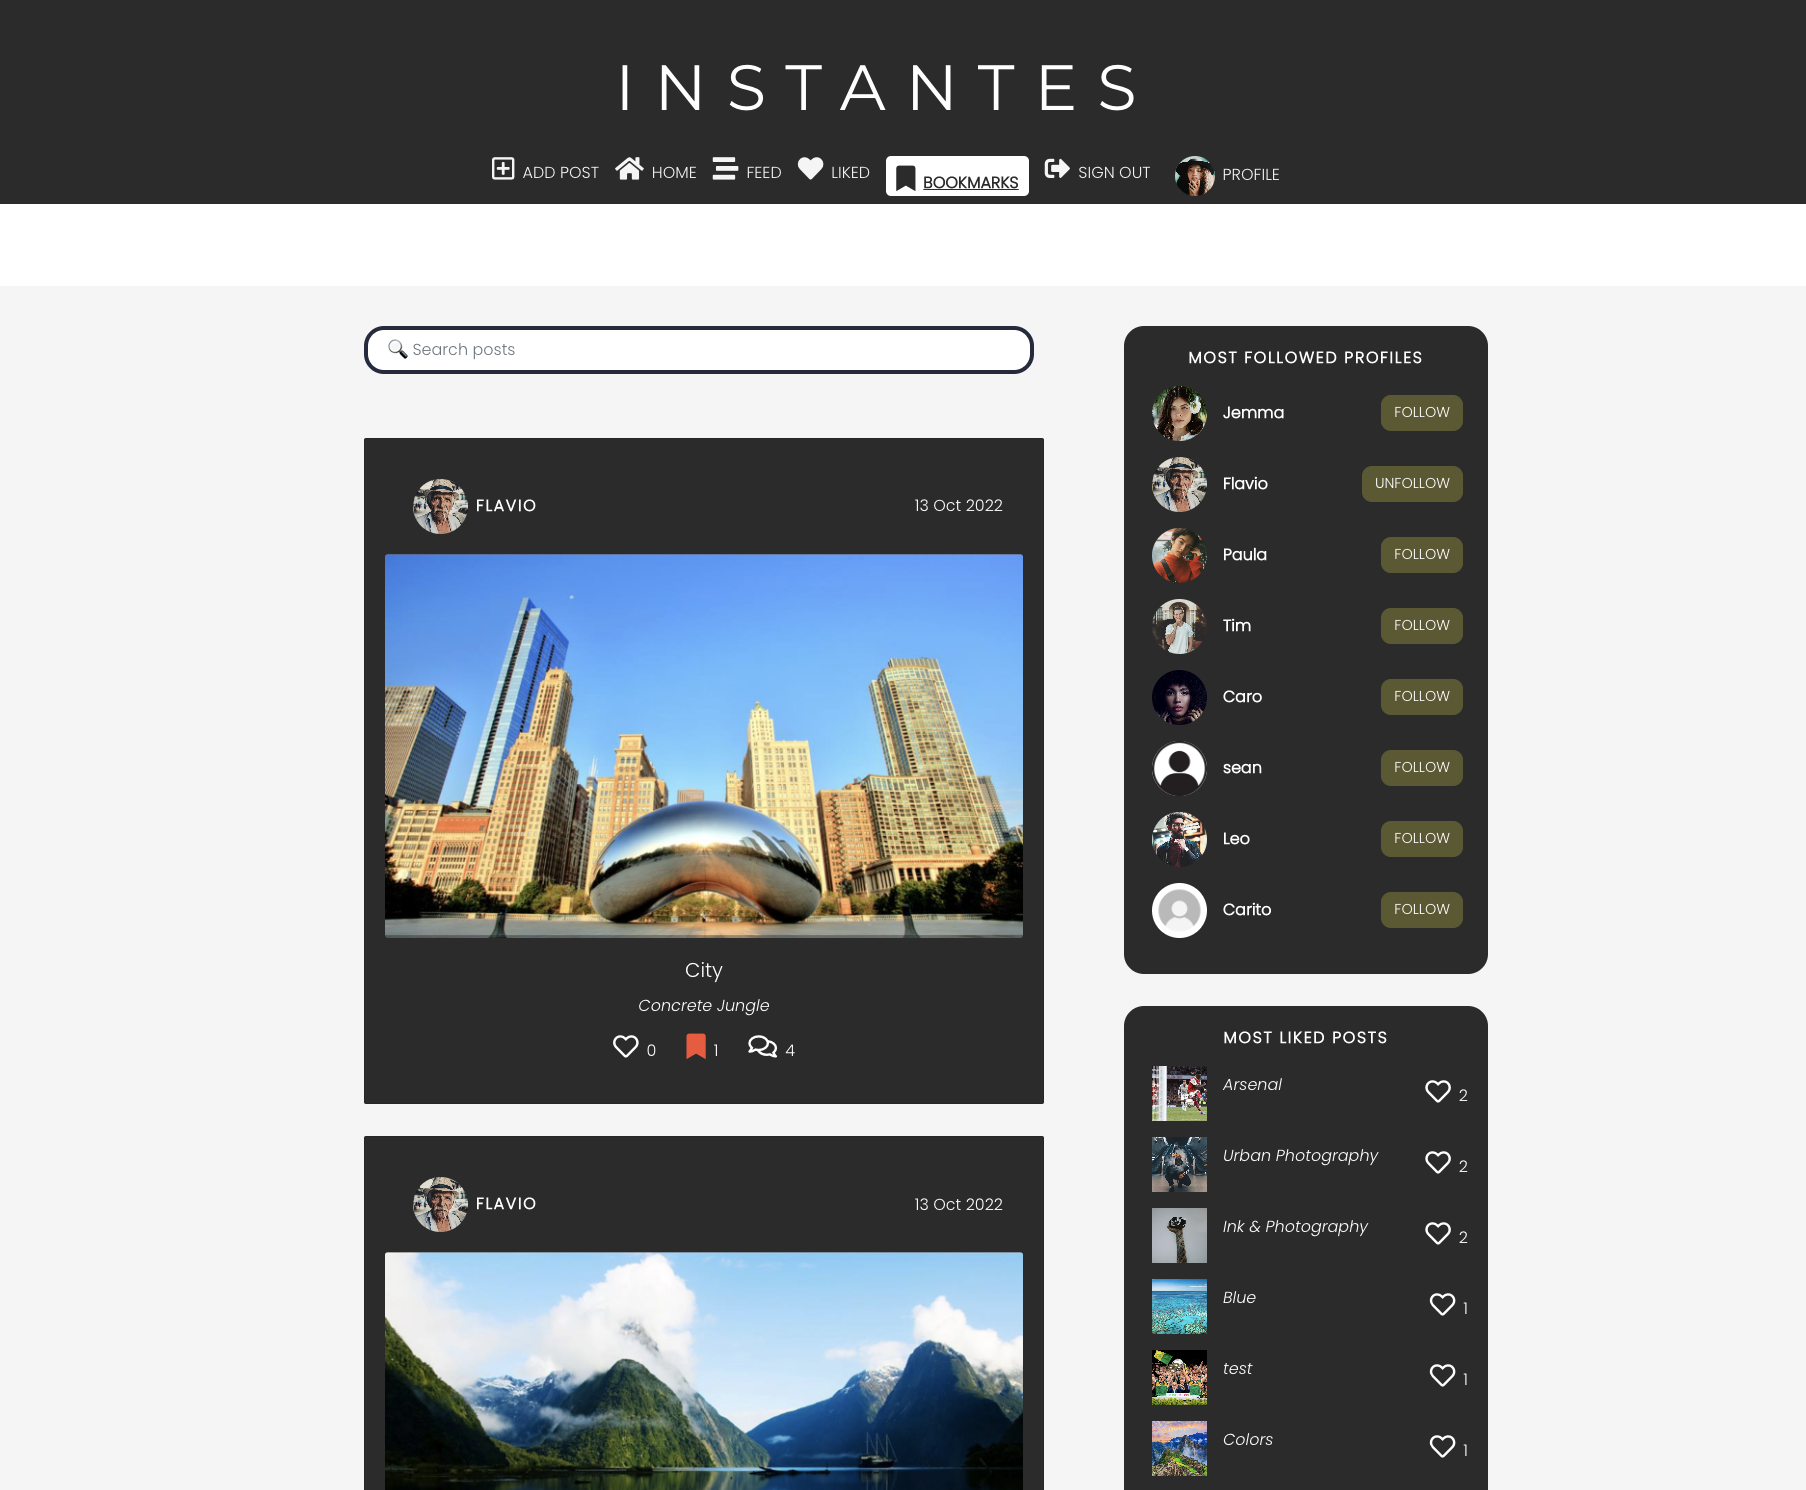 INSTANTES
ADD POST HOME FEED LIKED BOOKMARKS SIGN OUT PROFILE
Search posts
FLAVIO 13 Oct 2022
City
Concrete Jungle
0 1 4
FLAVIO 13 Oct 2022
MOST FOLLOWED PROFILES
Jemma FOLLOW
Flavio UNFOLLOW
Paula FOLLOW
Tim FOLLOW
Caro FOLLOW
sean FOLLOW
Leo FOLLOW
Carito FOLLOW
MOST LIKED POSTS
Arsenal 2
Urban Photography 2
Ink & Photography 2
Blue 1
test 1
Colors 1